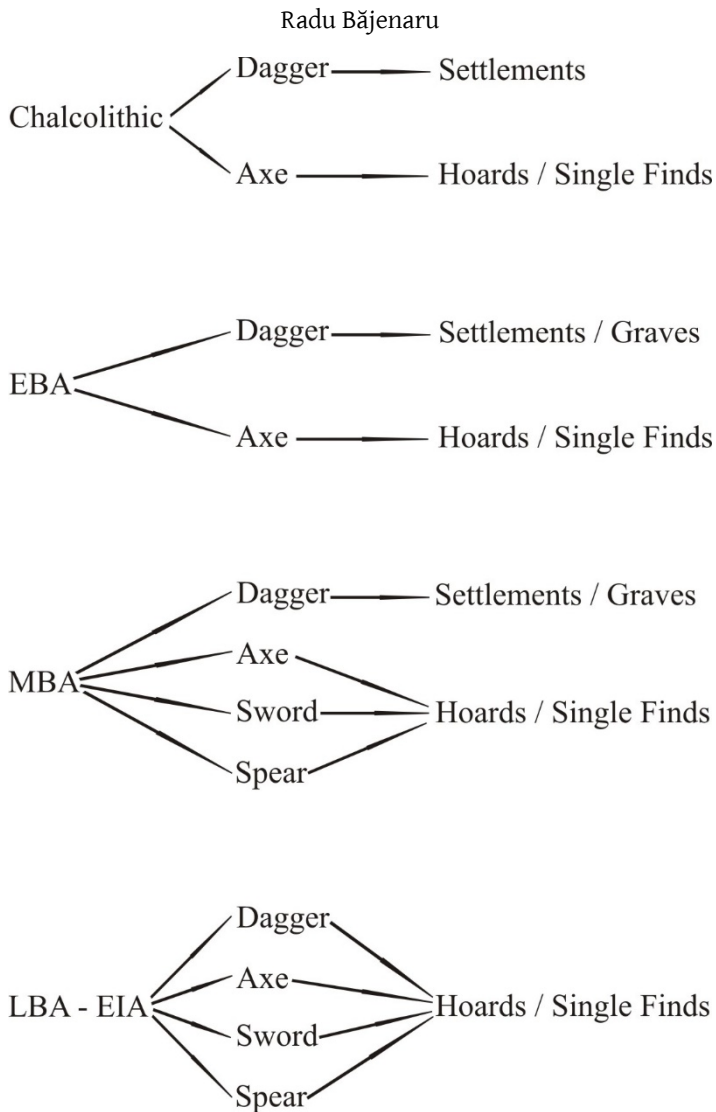 Radu Băjenaru
Dagger Settlements
Chalcolithic
Axe Hoards / Single Finds
Dagger Settlements / Graves
EBA
Axe Hoards / Single Finds
Dagger Settlements / Graves
Axe
MBA
Sword Hoards / Single Finds
Spear
Dagger
Axe
LBA - EIA Hoards / Single Finds
Sword
Spear